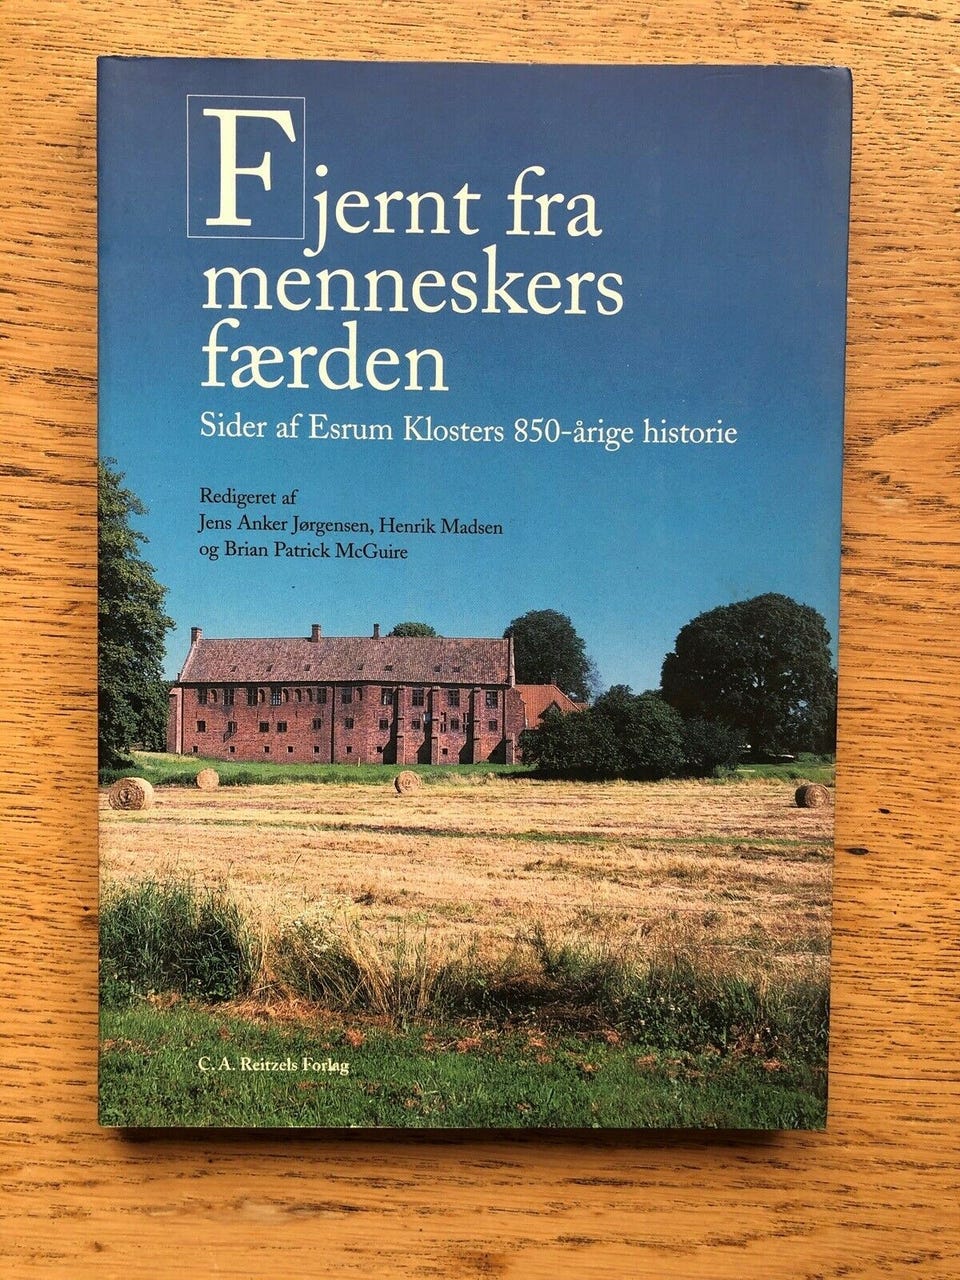 Fjernt fra
menneskers
færden
Sider af Esrum Klosters 850-årige historie
Redigeret af
Jens Anker Jørgensen, Henrik Madsen
og Brian Patrick McGuire
C. A. Reitzels Forlag